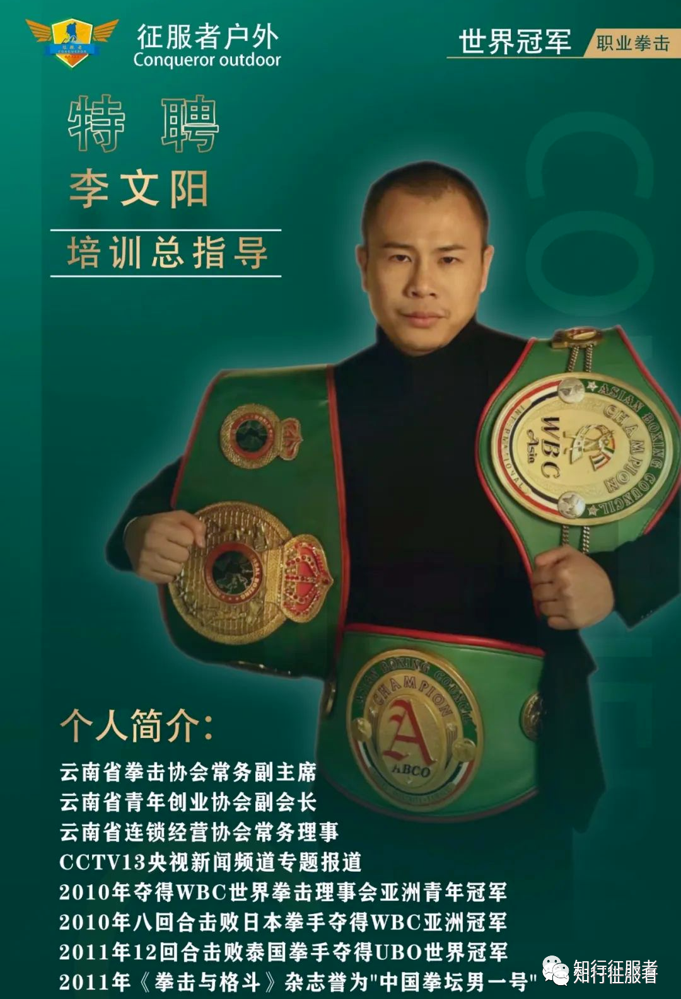 征服者
CONQUEROR
征服者户外
Conqueror outdoor
世界冠军
职业拳击
特聘
李文阳
培训总指导
CO
ASIAN BOXING COUNCIL
CHAMPION
WBC
Asia
INTERNATIONAL
ASIAN BOXING COUNCIL
CHAMPION
A
ABCO
个人简介：
云南省拳击协会常务副主席
云南省青年创业协会副会长
云南省连锁经营协会常务理事
CCTV13央视新闻频道专题报道
2010年夺得WBC世界拳击理事会亚洲青年冠军
2010年八回合击败日本拳手夺得WBC亚洲冠军
2011年12回合击败泰国拳手夺得UBO世界冠军
2011年《拳击与格斗》杂志誉为"中国拳坛男一号"
知行征服者